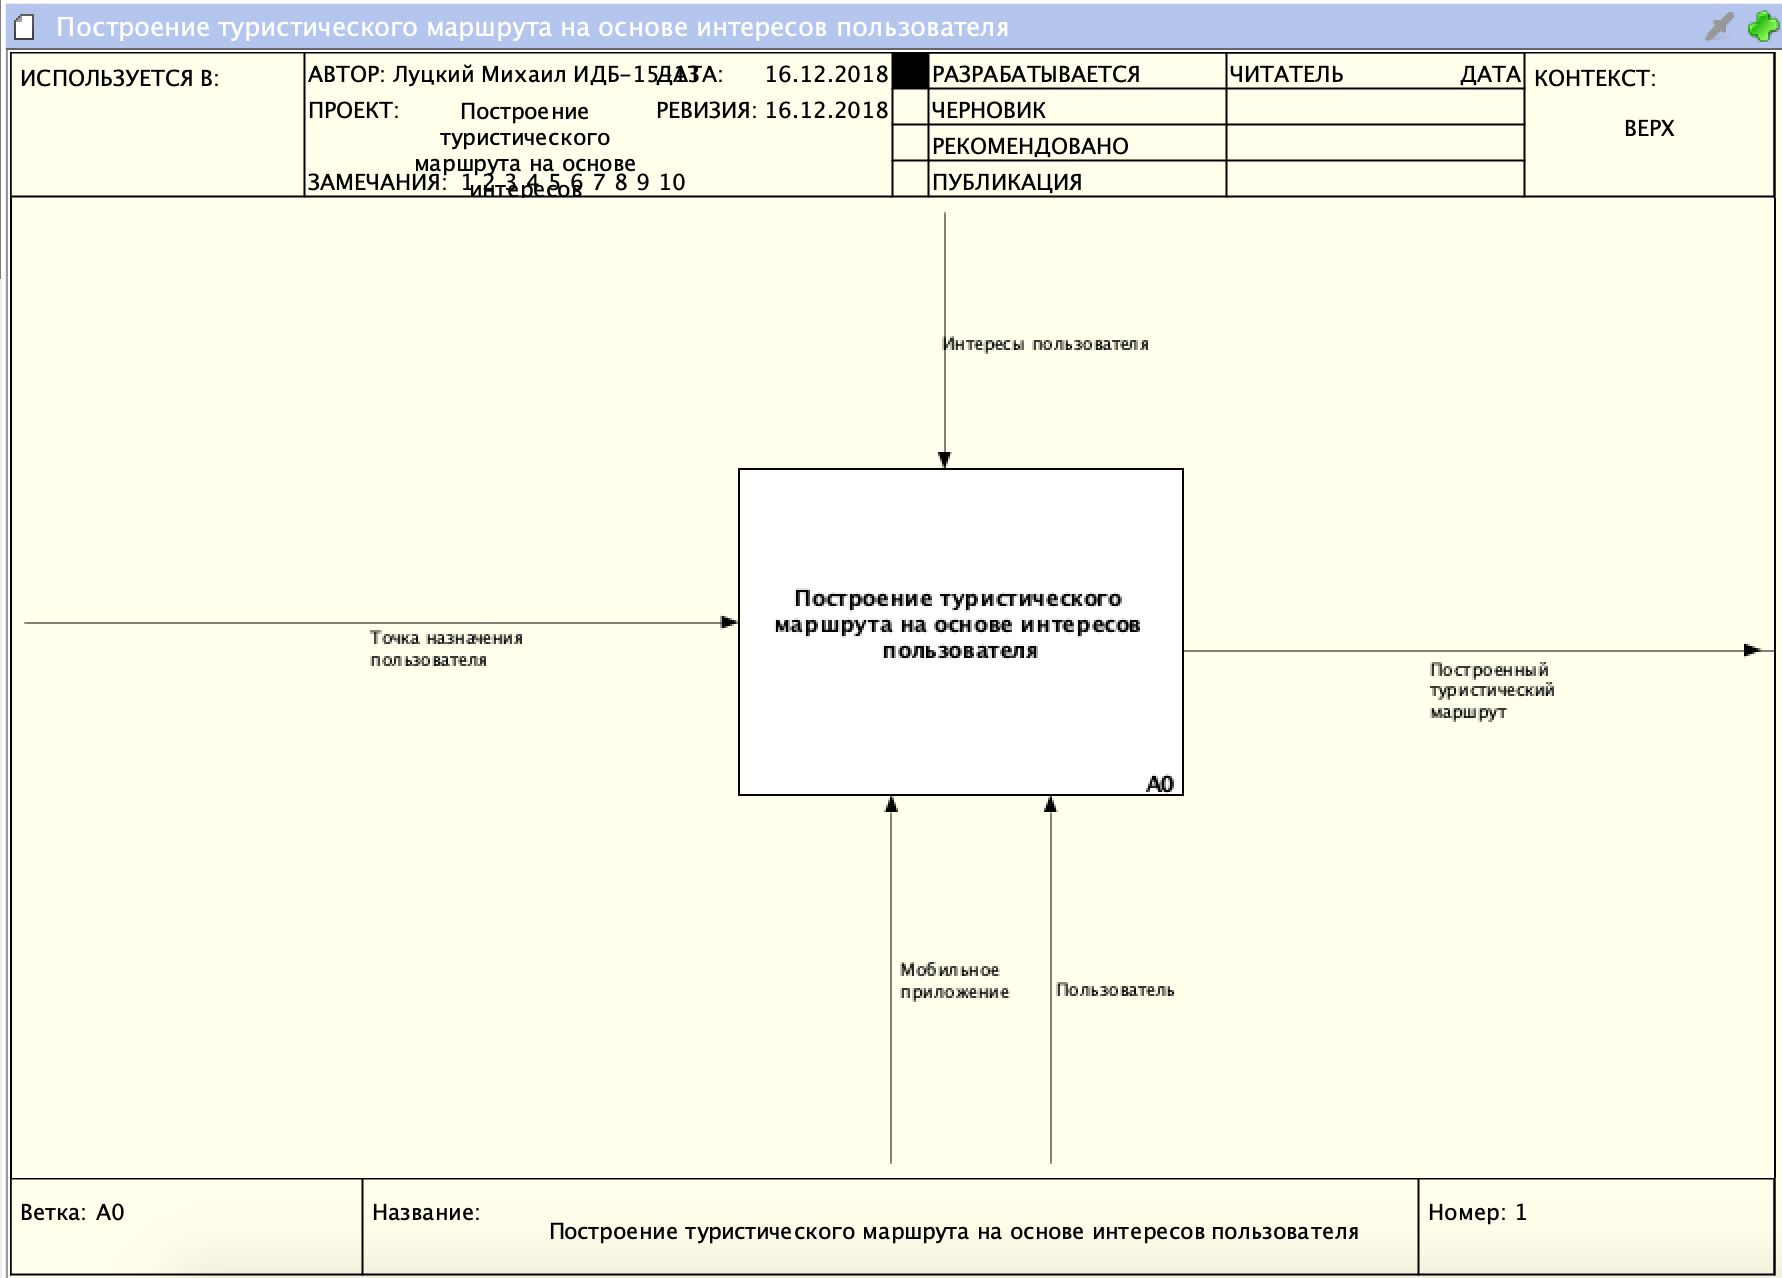 Построение туристического маршрута на основе интересов пользователя
ИСПОЛЬЗУЕТСЯ В:
АВТОР: Луцкий Михаил ИДБ-15-13
ДАТА: 16.12.2018
ПРОЕКТ: Построение
туристического
маршрута на основе
интересов
РЕВИЗИЯ: 16.12.2018
ЗАМЕЧАНИЯ: 1 2 3 4 5 6 7 8 9 10
РАЗРАБАТЫВАЕТСЯ
ЧЕРНОВИК
РЕКОМЕНДОВАНО
ПУБЛИКАЦИЯ
ЧИТАТЕЛЬ ДАТА
КОНТЕКСТ:
ВЕРХ
Интересы пользователя
Точка назначения
пользователя
Построение туристического
маршрута на основе интересов
пользователя
A0
Построенный
туристический
маршрут
Мобильное
приложение
Пользователь
Ветка: A0
Название:
Построение туристического маршрута на основе интересов пользователя
Номер: 1